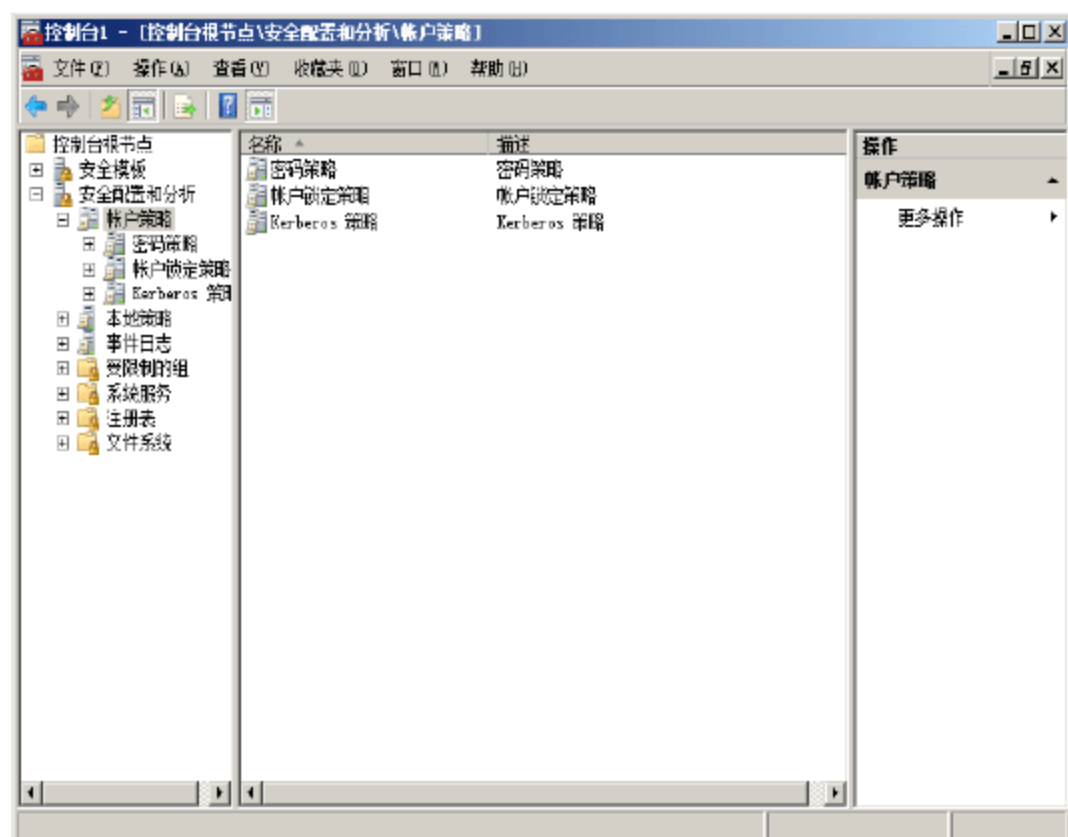 控制台1 - [控制台根节点\安全配置和分析\帐户策略]
文件(F) 操作(A) 查看(V) 收藏夹(O) 窗口(W) 帮助(H)
控制台根节点
安全模板
安全配置和分析
帐户策略
密码策略
帐户锁定策略
Kerberos 策略
本地策略
事件日志
受限制的组
系统服务
注册表
文件系统
名称 描述
密码策略 密码策略
帐户锁定策略 帐户锁定策略
Kerberos 策略 Kerberos 策略
操作
帐户策略
更多操作